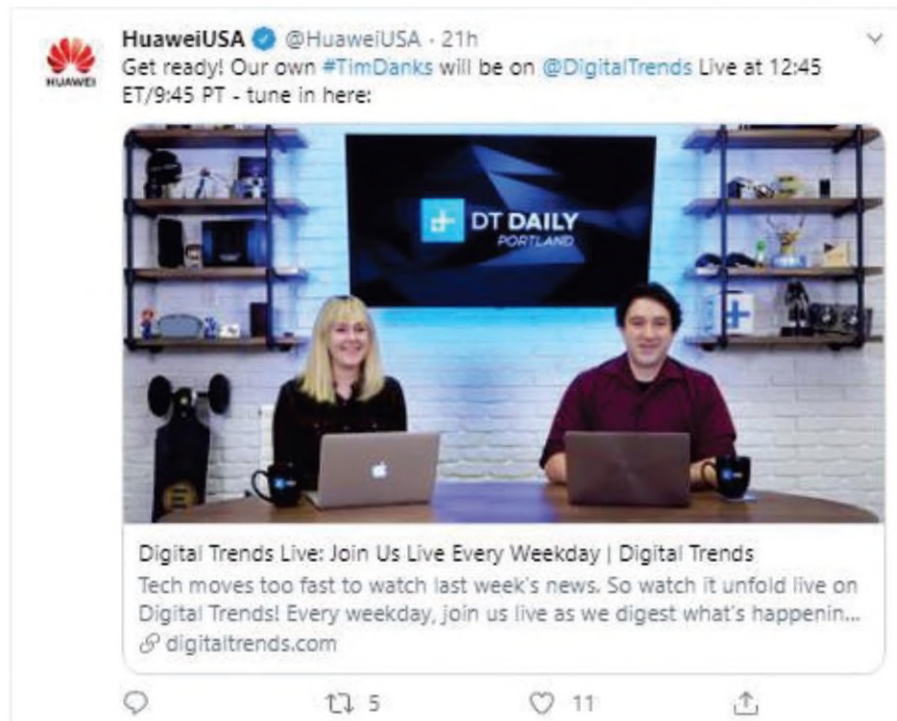 HuaweiUSA @HuaweiUSA · 21h
Get ready! Our own #TimDanks will be on @DigitalTrends Live at 12:45
ET/9:45 PT - tune in here:
HUAWEI
DT DAILY
PORTLAND
Digital Trends Live: Join Us Live Every Weekday | Digital Trends
Tech moves too fast to watch last week's news. So watch it unfold live on
Digital Trends! Every weekday, join us live as we digest what's happenin...
digitaltrends.com
5 11